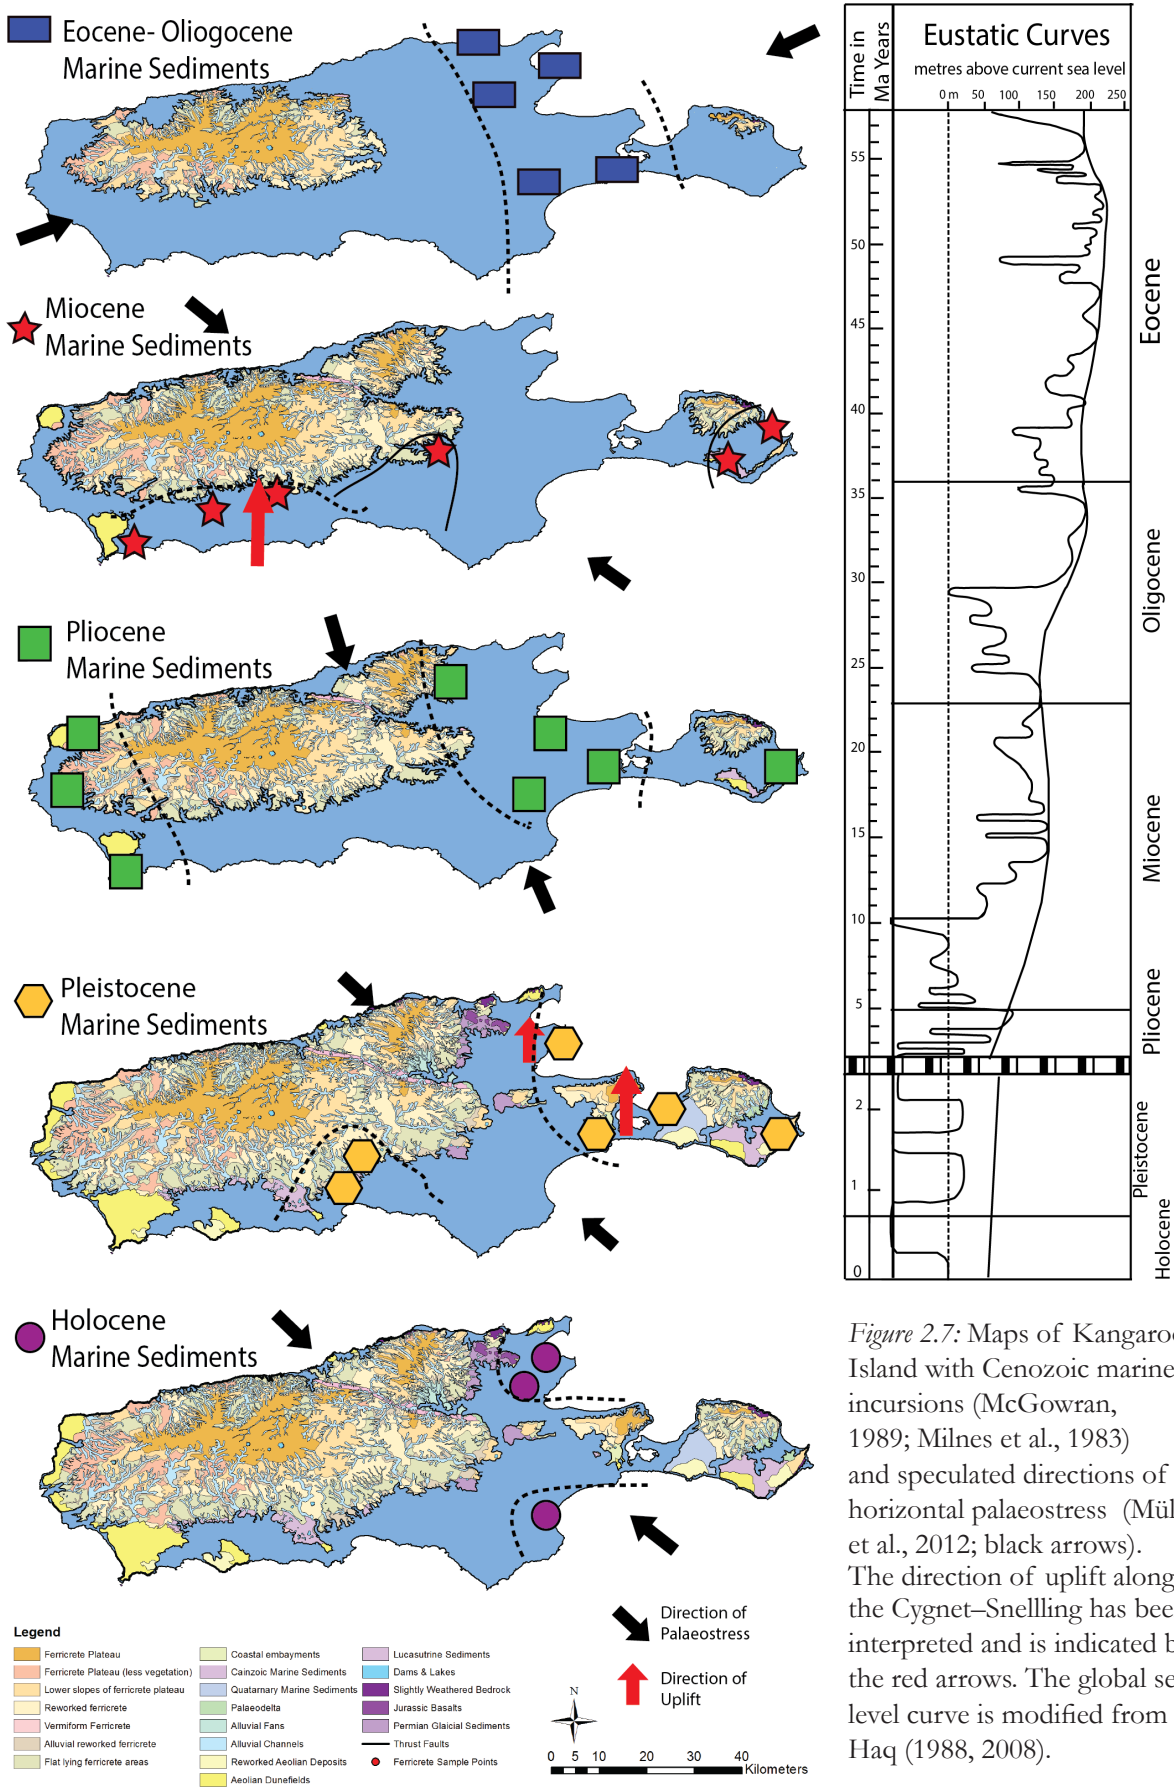 Eocene- Oliogocene
Marine Sediments
Miocene
Marine Sediments
Pliocene
Marine Sediments
Pleistocene
Marine Sediments
Holocene
Marine Sediments
Legend
Ferricrete Plateau
Ferricrete Plateau (less vegetation)
Lower slopes of ferricrete plateau
Reworked ferricrete
Vermiform Ferricrete
Alluvial reworked ferricrete
Flat lying ferricrete areas
Coastal embayments
Cainzoic Marine Sediments
Quatarnary Marine Sediments
Palaeodelta
Alluvial Fans
Alluvial Channels
Reworked Aeolian Deposits
Aeolian Dunefields
Lucasutrine Sediments
Dams & Lakes
Slightly Weathered Bedrock
Jurassic Basalts
Permian Glacial Sediments
Thrust Faults
Ferricrete Sample Points
Direction of
Palaeostress
Direction of
Uplift
N
0 5 10 20 30 40
Kilometers
Time in
Ma Years
Eustatic Curves
metres above current sea level
0 m 50 100 150 200 250
55
50
45
40
35
30
25
20
15
10
5
2
1
0
Eocene
Oligocene
Miocene
Pliocene
Pleistocene
Holocene
Figure 2.7: Maps of Kangaroo
Island with Cenozoic marine
incursions (McGowran,
1989; Milnes et al., 1983)
and speculated directions of
horizontal palaeostress (Mül
et al., 2012; black arrows).
The direction of uplift along
the Cygnet–Snellling has bee
interpreted and is indicated b
the red arrows. The global se
level curve is modified from
Haq (1988, 2008).